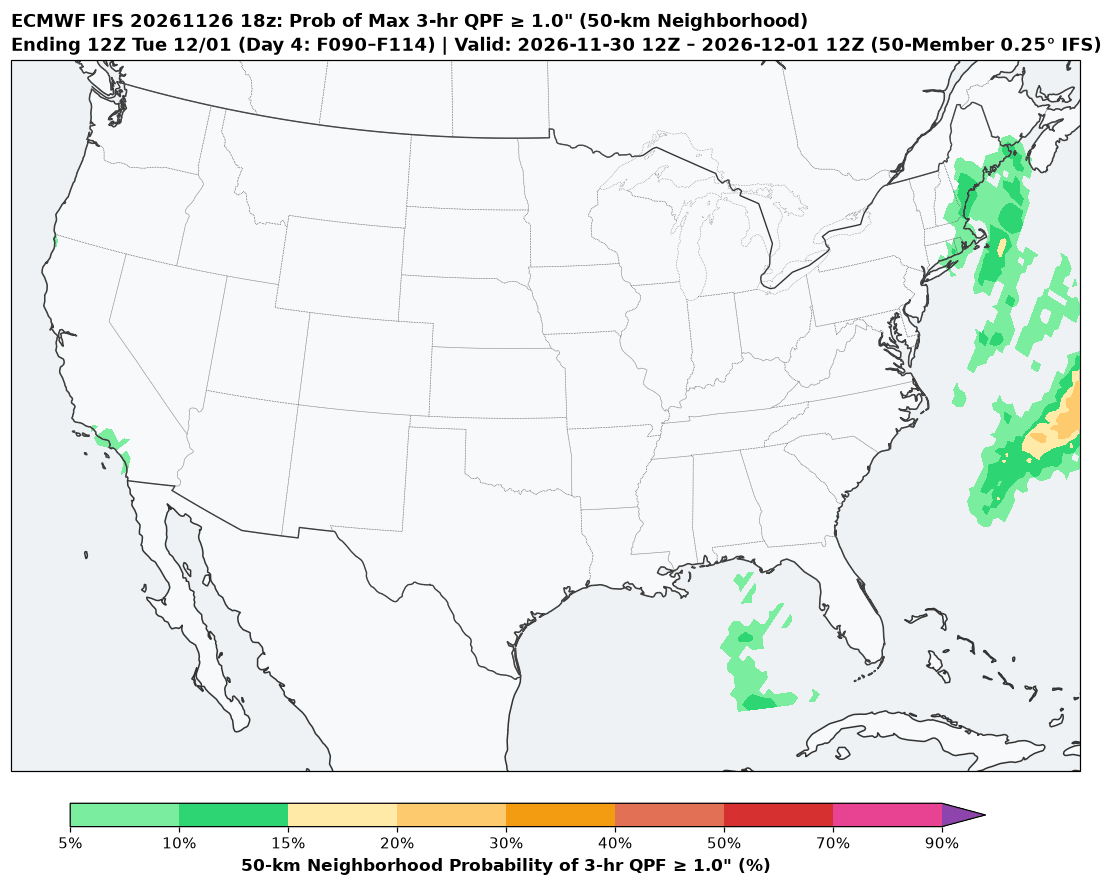 ECMWF IFS 20261126 18z: Prob of Max 3-hr QPF ≥ 1.0" (50-km Neighborhood)
Ending 12Z Tue 12/01 (Day 4: F090–F114) | Valid: 2026-11-30 12Z – 2026-12-01 12Z (50-Member 0.25° IFS)
5% 10% 15% 20% 30% 40% 50% 70% 90%
50-km Neighborhood Probability of 3-hr QPF ≥ 1.0" (%)